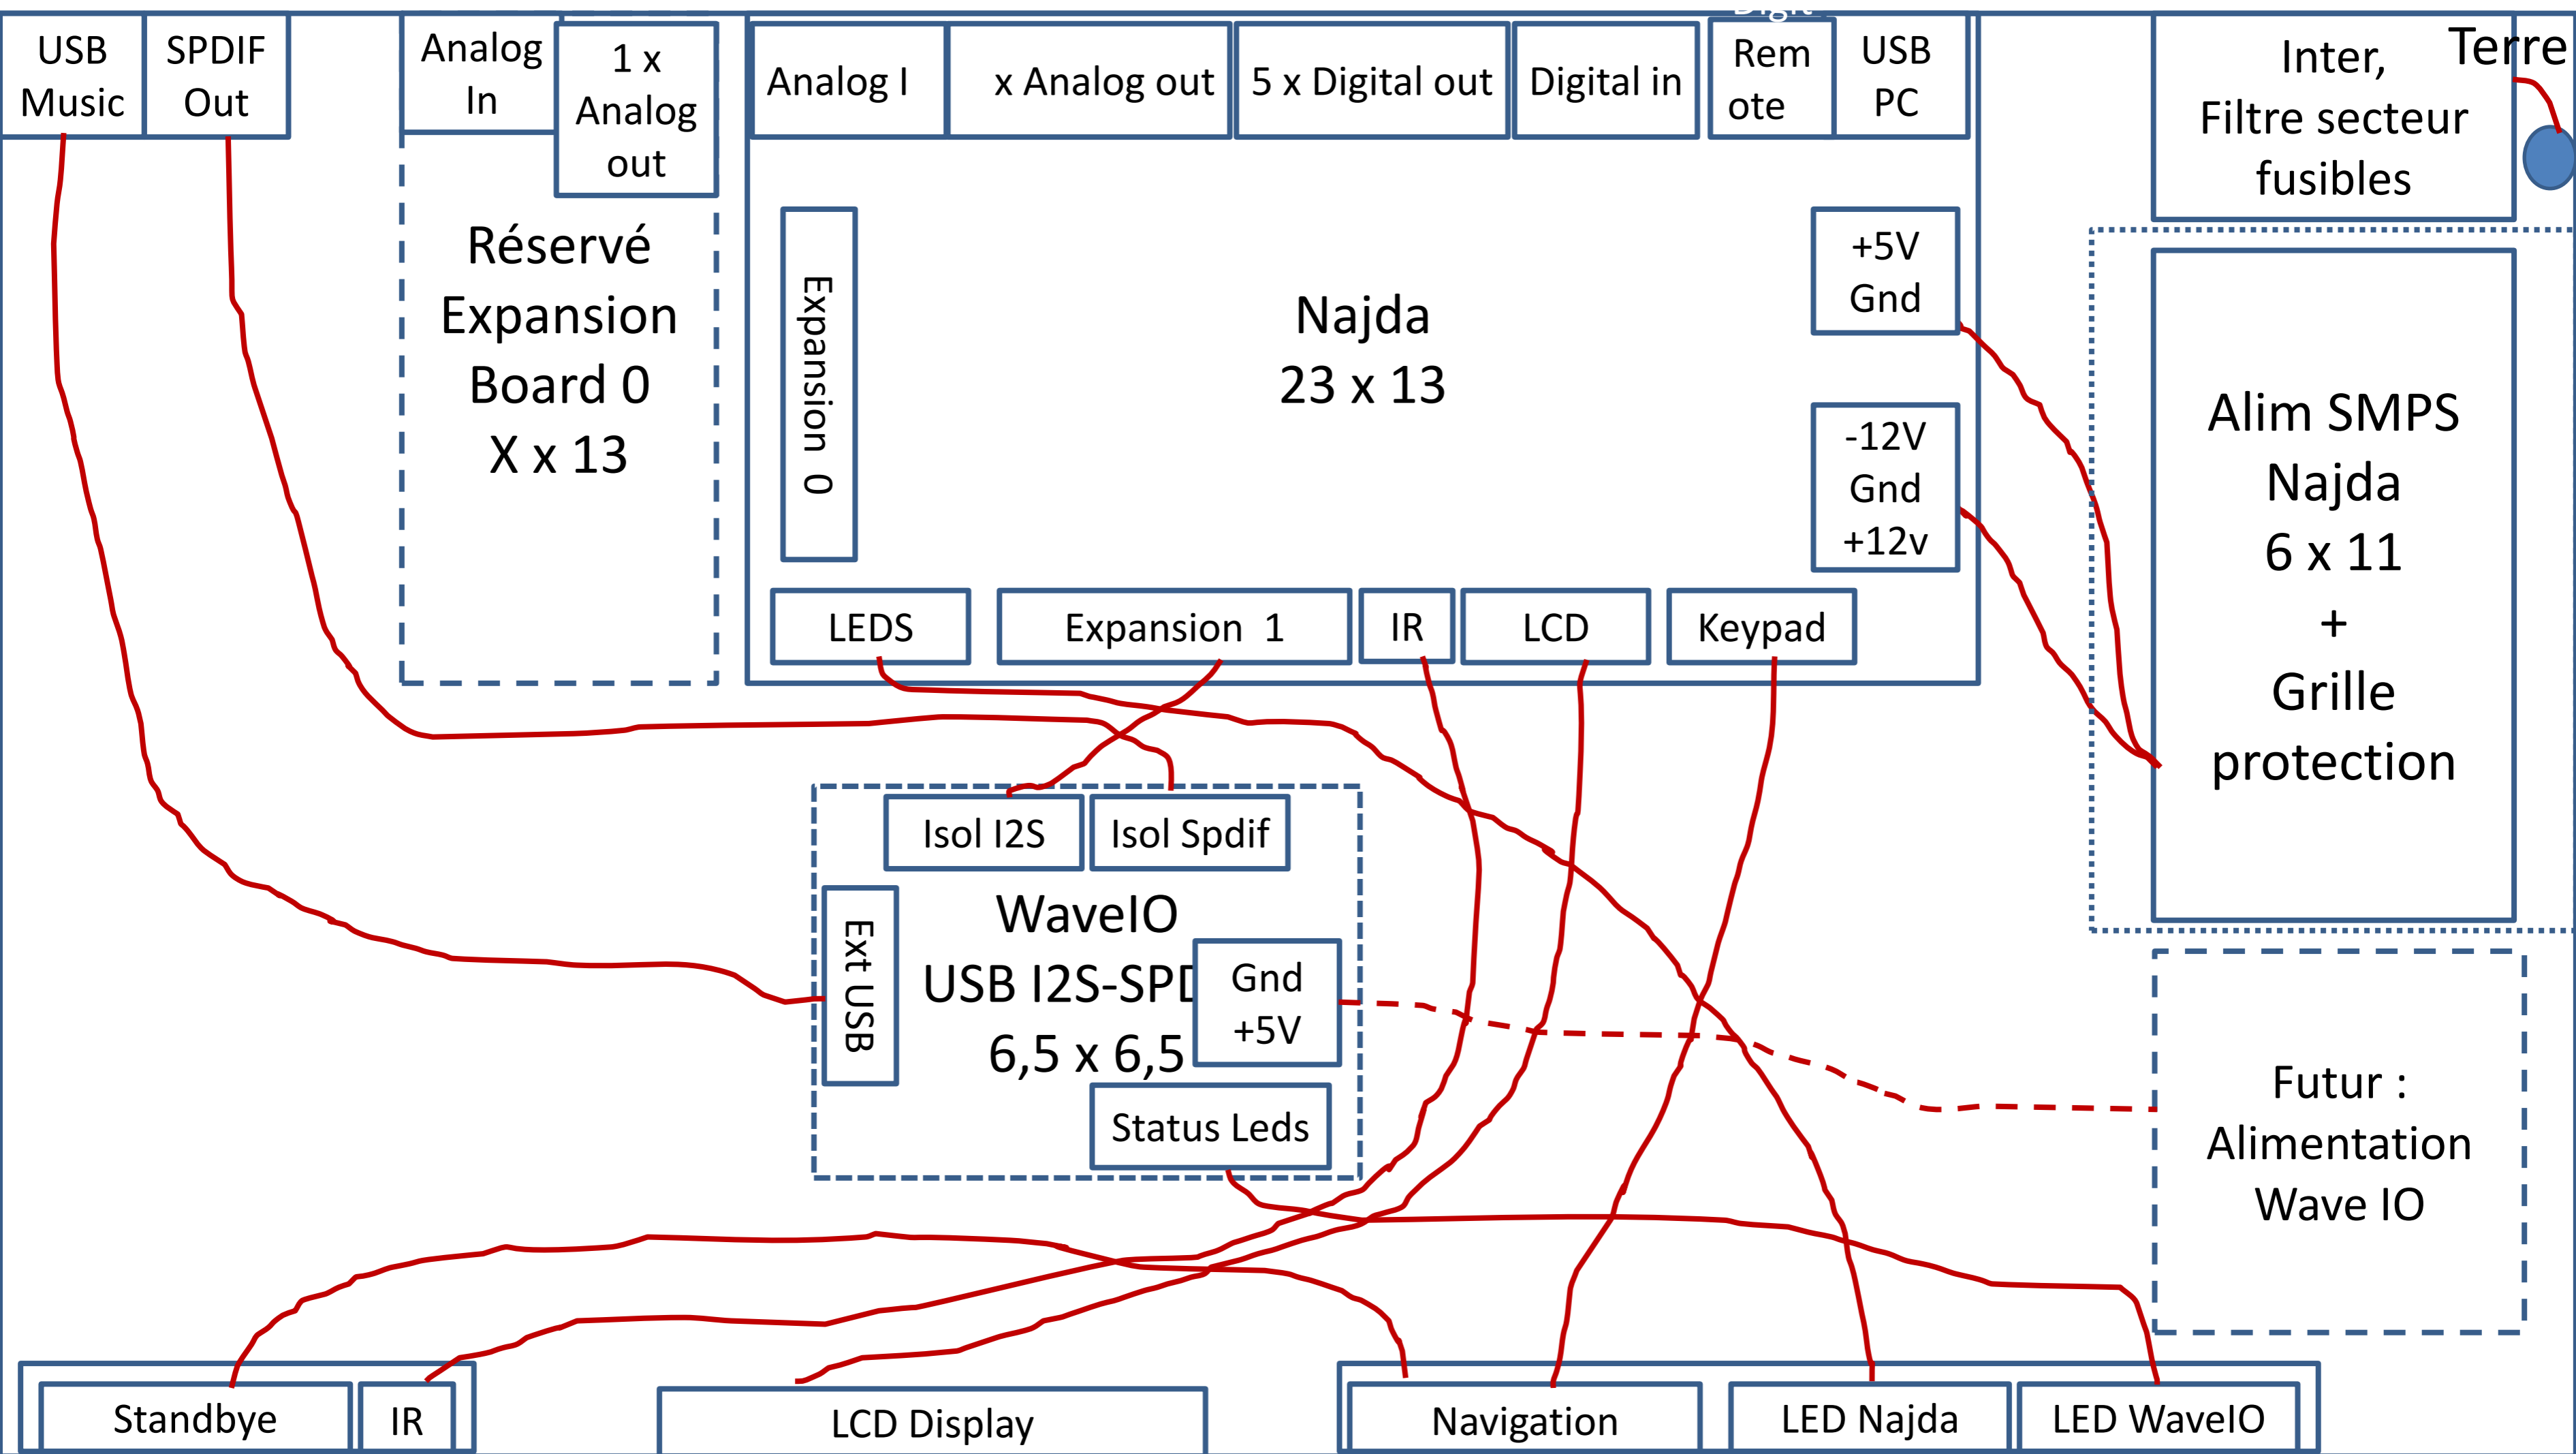 USB
Music
SPDIF
Out
Analog
In
1 x
Analog
out
Analog I
x Analog out
5 x Digital out
Digital in
Digit
Rem
ote
USB
PC
Inter,
Filtre secteur
fusibles
Terre
Réservé
Expansion
Board 0
X x 13
Expansion 0
Najda
23 x 13
+5V
Gnd
-12V
Gnd
+12v
Alim SMPS
Najda
6 x 11
+
Grille
protection
LEDS
Expansion 1
IR
LCD
Keypad
Isol I2S
Isol Spdif
Ext USB
WaveIO
USB I2S-SPD
6,5 x 6,5
Gnd
+5V
Status Leds
Futur :
Alimentation
Wave IO
Standbye
IR
LCD Display
Navigation
LED Najda
LED WaveIO